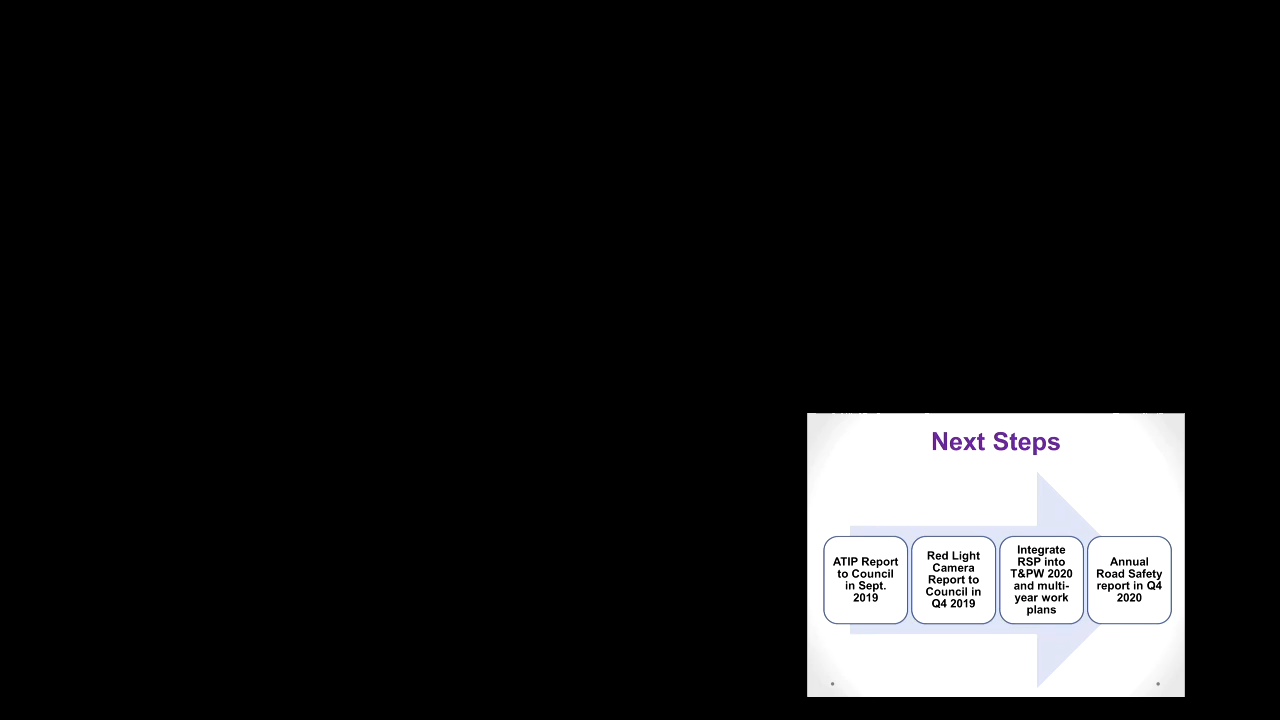 Next Steps
ATIP Report
to Council
in Sept.
2019
Red Light
Camera
Report to
Council in
Q4 2019
Integrate
RSP into
T&PW 2020
and multi-
year work
plans
Annual
Road Safety
report in Q4
2020